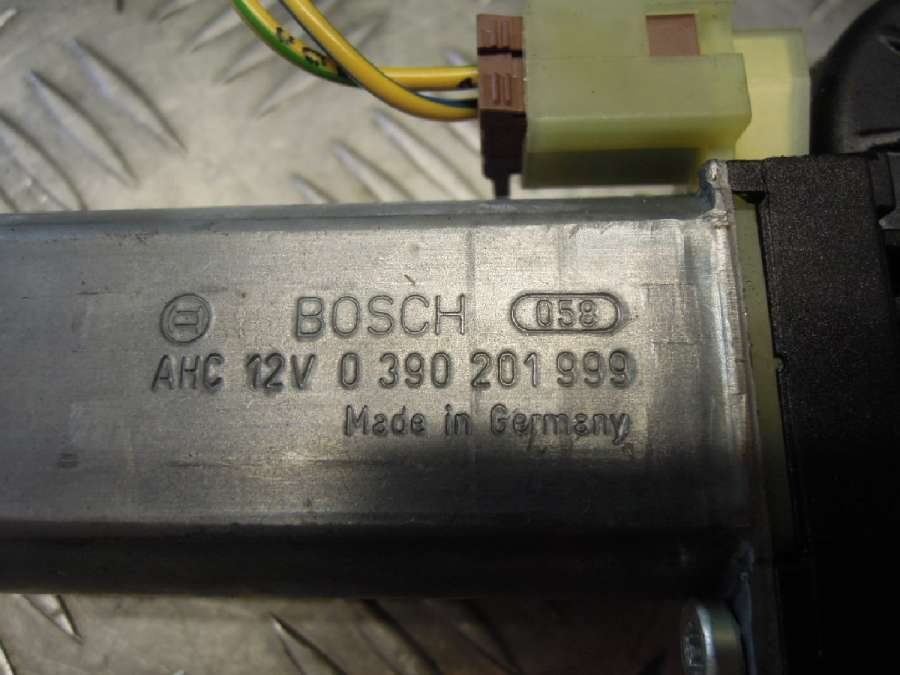 BOSCH 058
AHC 12V 0 390 201 999
Made in Germany